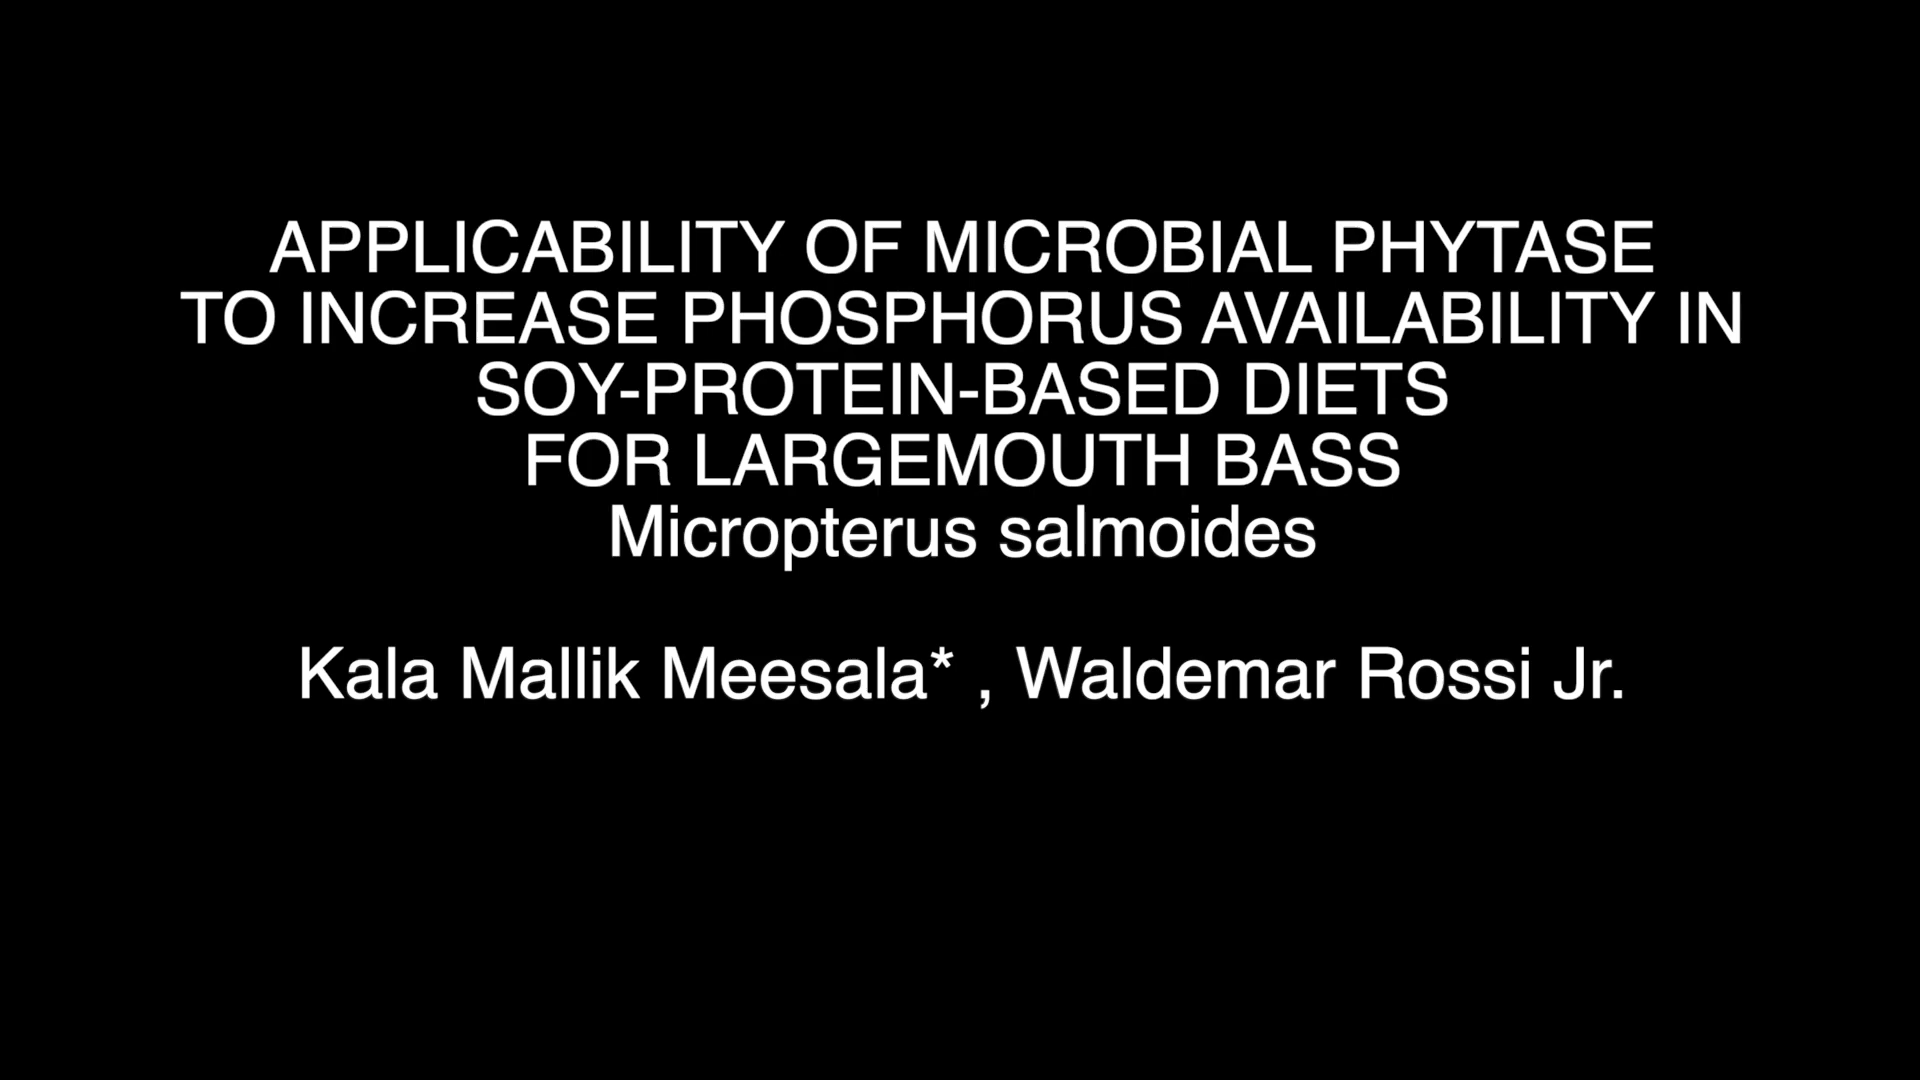 APPLICABILITY OF MICROBIAL PHYTASE
TO INCREASE PHOSPHORUS AVAILABILITY IN
SOY-PROTEIN-BASED DIETS
FOR LARGEMOUTH BASS
Micropterus salmoides
Kala Mallik Meesala* , Waldemar Rossi Jr.